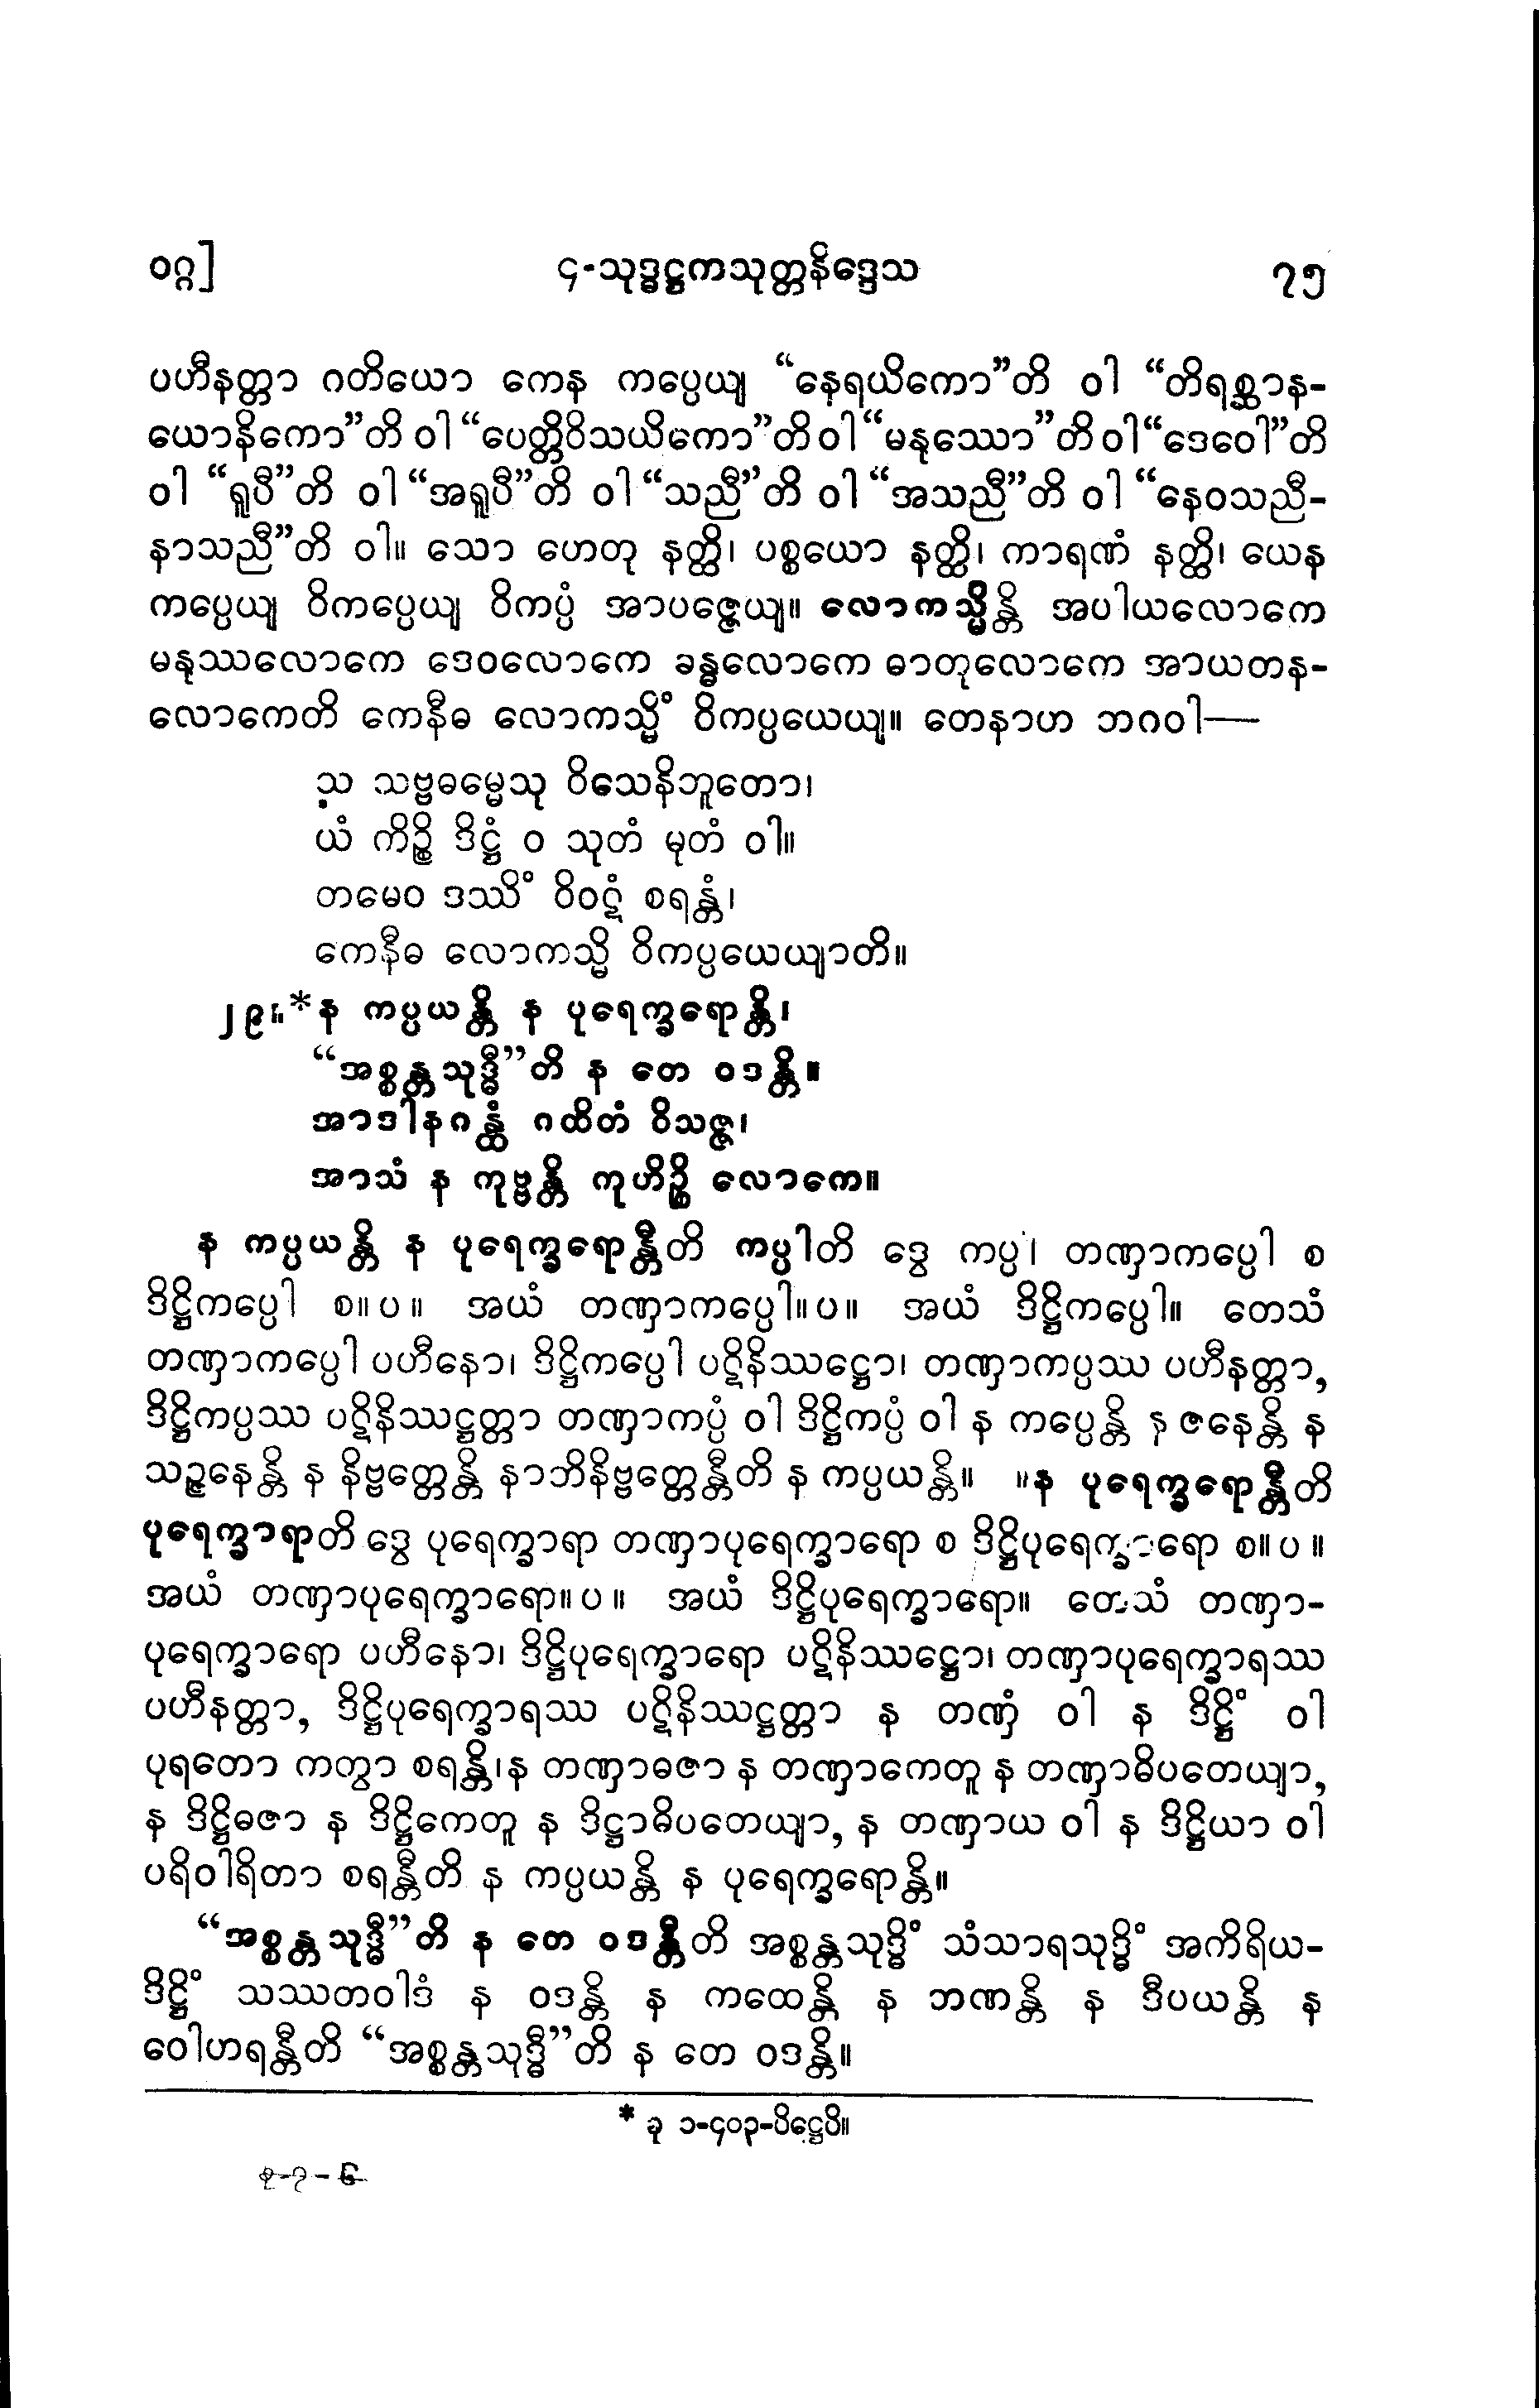 ၀ဂ္ဂ] ၄-သုဒ္ဓဋ္ဌကသုတ္တနိဒ္ဒေသ ၇၅
ပဟီနတ္တာ ဂတိယော ကေန ကပ္ပေယျ “နေရယိကော”တိ ဝါ “တိရစ္ဆာန-
ယောနိကော”တိ ဝါ “ပေတ္တိဝိသယိကော”တိ ဝါ “မနုဿော”တိ ဝါ “ဒေဝေါ”တိ
ဝါ “ရူပီ”တိ ဝါ “အရူပီ”တိ ဝါ “သညီ”တိ ဝါ “အသညီ”တိ ဝါ “နေဝသညီ-
နာသညီ”တိ ဝါ။ သော ဟေတု နတ္ထိ၊ ပစ္စယော နတ္ထိ၊ ကာရဏံ နတ္ထိ၊ ယေန
ကပ္ပေယျ ဝိကပ္ပေယျ ဝိကပ္ပံ အာပဇ္ဇေယျ။ လောကသ္မိန္တိ အပါယလောကေ
မနုဿလောကေ ဒေဝလောကေ ခန္ဓလောကေ ဓာတုလောကေ အာယတန-
လောကေတိ ကေနီဓ လောကသ္မိံ ဝိကပ္ပယေယျ။ တေနာဟ ဘဂဝါ—
သ သဗ္ဗဓမ္မေသု ဝိသေနိဘူတော၊
ယံ ကိဉ္စိ ဒိဋ္ဌံ ဝ သုတံ မုတံ ဝါ။
တမေဝ ဒဿိံ ဝိဝဋံ စရန္တံ၊
ကေနီဓ လောကသ္မိ ဝိကပ္ပယေယျာတိ။
၂၉။*န ကပ္ပယန္တိ န ပုရေက္ခရောန္တိ၊
“အစ္စန္တသုဒ္ဓီ”တိ န တေ ဝဒန္တိ။
အာဒါနဂန္ထံ ဂထိတံ ဝိသဇ္ဇ၊
အာသံ န ကုဗ္ဗန္တိ ကုဟိဉ္စိ လောကေ။
န ကပ္ပယန္တိ န ပုရေက္ခရောန္တီတိ ကပ္ပါတိ ဒွေ ကပ္ပါ၊ တဏှာကပ္ပေါ စ
ဒိဋ္ဌိကပ္ပေါ စ။ပ။ အယံ တဏှာကပ္ပေါ။ပ။ အယံ ဒိဋ္ဌိကပ္ပေါ။ တေသံ
တဏှာကပ္ပေါ ပဟီနော၊ ဒိဋ္ဌိကပ္ပေါ ပဋိနိဿဋ္ဌော၊ တဏှာကပ္ပဿ ပဟီနတ္တာ,
ဒိဋ္ဌိကပ္ပဿ ပဋိနိဿဋ္ဌတ္တာ တဏှာကပ္ပံ ဝါ ဒိဋ္ဌိကပ္ပံ ဝါ န ကပ္ပေန္တိ န ဇနေန္တိ န
သဉ္ဇနေန္တိ န နိဗ္ဗတ္တေန္တိ နာဘိနိဗ္ဗတ္တေန္တီတိ န ကပ္ပယန္တိ။ ။န ပုရေက္ခရောန္တီတိ
ပုရေက္ခာရာတိ ဒွေ ပုရေက္ခာရာ တဏှာပုရေက္ခာရော စ ဒိဋ္ဌိပုရေက္ခာရော စ။ပ။
အယံ တဏှာပုရေက္ခာရော။ပ။ အယံ ဒိဋ္ဌိပုရေက္ခာရော။ တေသံ တဏှာ-
ပုရေက္ခာရော ပဟီနော၊ ဒိဋ္ဌိပုရေက္ခာရော ပဋိနိဿဋ္ဌော၊ တဏှာပုရေက္ခာရဿ
ပဟီနတ္တာ, ဒိဋ္ဌိပုရေက္ခာရဿ ပဋိနိဿဋ္ဌတ္တာ န တဏှံ ဝါ န ဒိဋ္ဌိံ ဝါ
ပုရတော ကတွာ စရန္တိ၊န တဏှာဓဇာ န တဏှာကေတူ န တဏှာဓိပတေယျာ,
န ဒိဋ္ဌိဓဇာ န ဒိဋ္ဌိကေတူ န ဒိဋ္ဌာဓိပတေယျာ, န တဏှာယ ဝါ န ဒိဋ္ဌိယာ ဝါ
ပရိဝါရိတာ စရန္တီတိ န ကပ္ပယန္တိ န ပုရေက္ခရောန္တိ။
“အစ္စန္တသုဒ္ဓီ”တိ န တေ ဝဒန္တီတိ အစ္စန္တသုဒ္ဓိံ သံသာရသုဒ္ဓိံ အကိရိယ-
ဒိဋ္ဌိံ သဿတဝါဒံ န ဝဒန္တိ န ကထေန္တိ န ဘဏန္တိ န ဒီပယန္တိ န
ဝေါဟရန္တီတိ “အစ္စန္တသုဒ္ဓီ”တိ န တေ ဝဒန္တိ။
* ခု ၁-၄၀၃-ပိဋ္ဌေပိ။
ခု-၇-၆